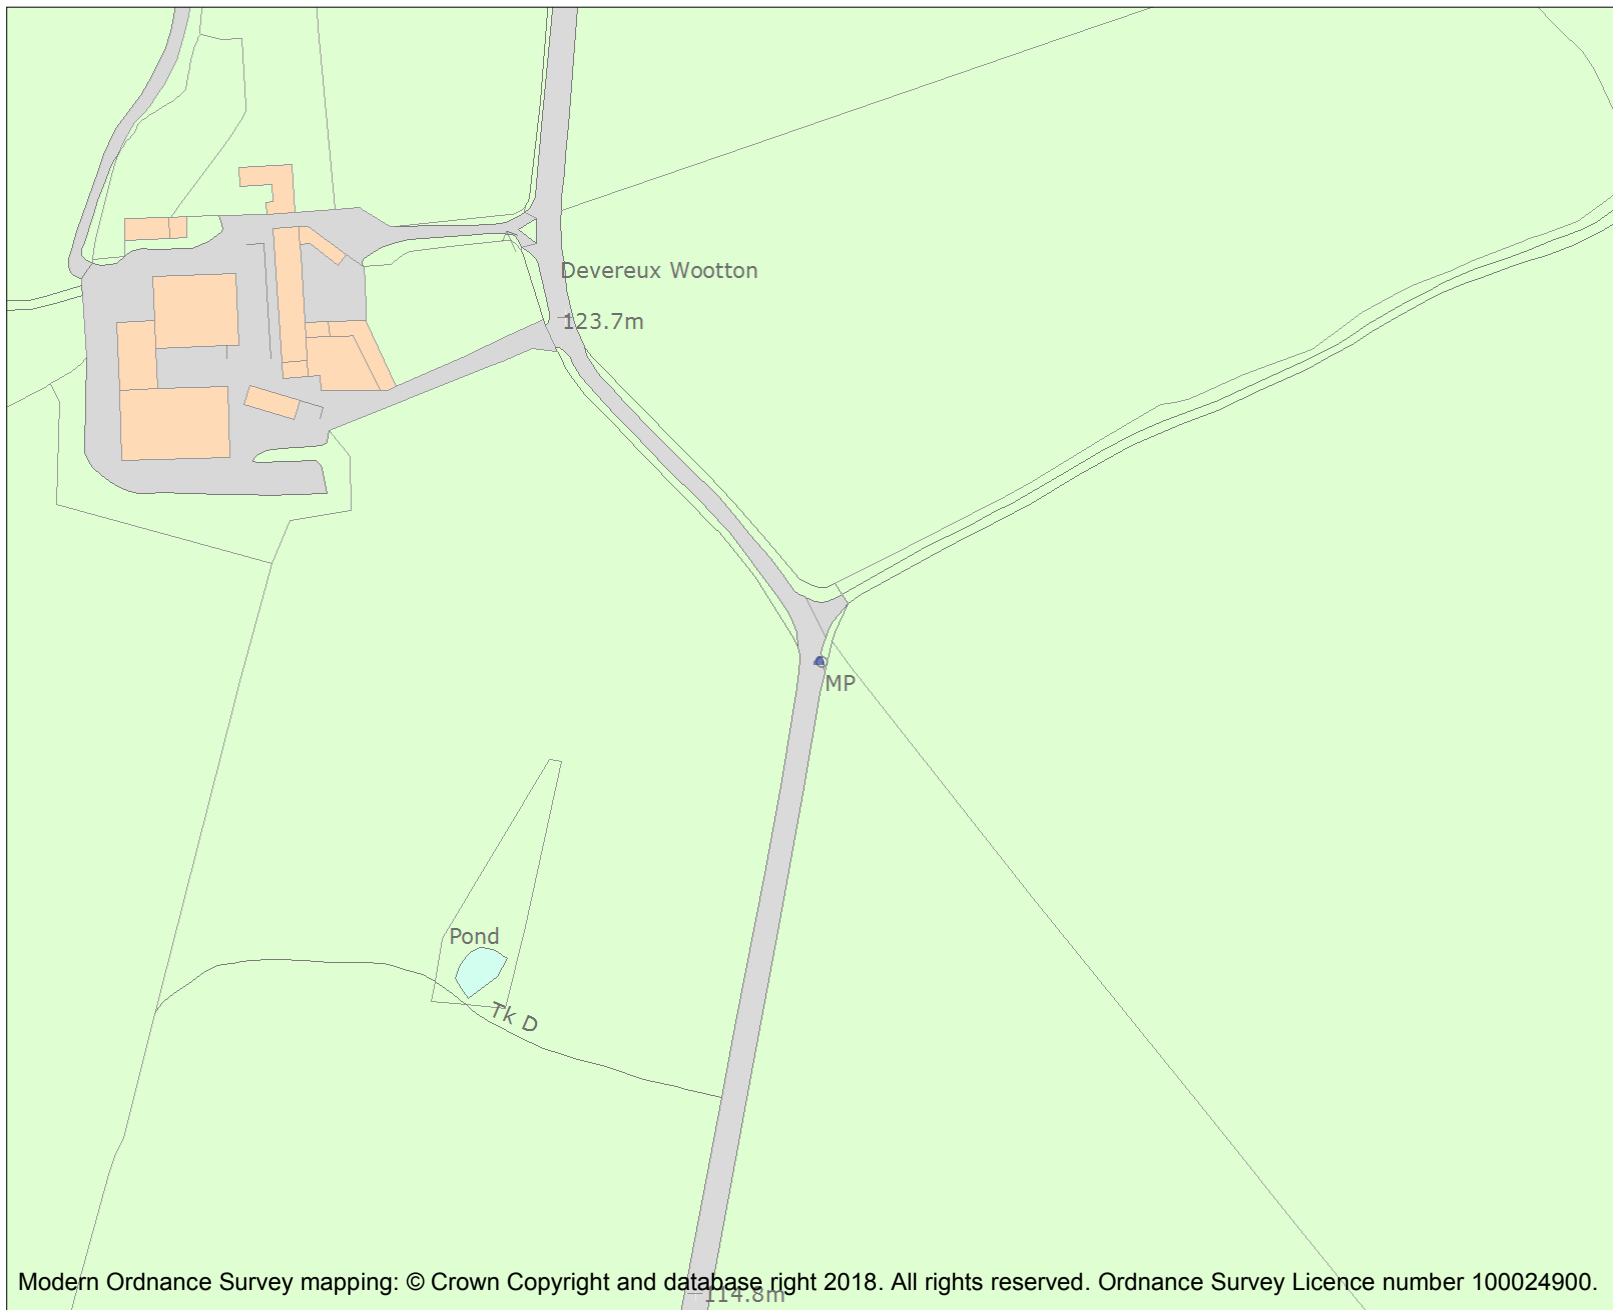 Devereux Wootton
123.7m
MP
Pond
Tk D
Modern Ordnance Survey mapping: © Crown Copyright and database right 2018. All rights reserved. Ordnance Survey Licence number 100024900.
114.8m